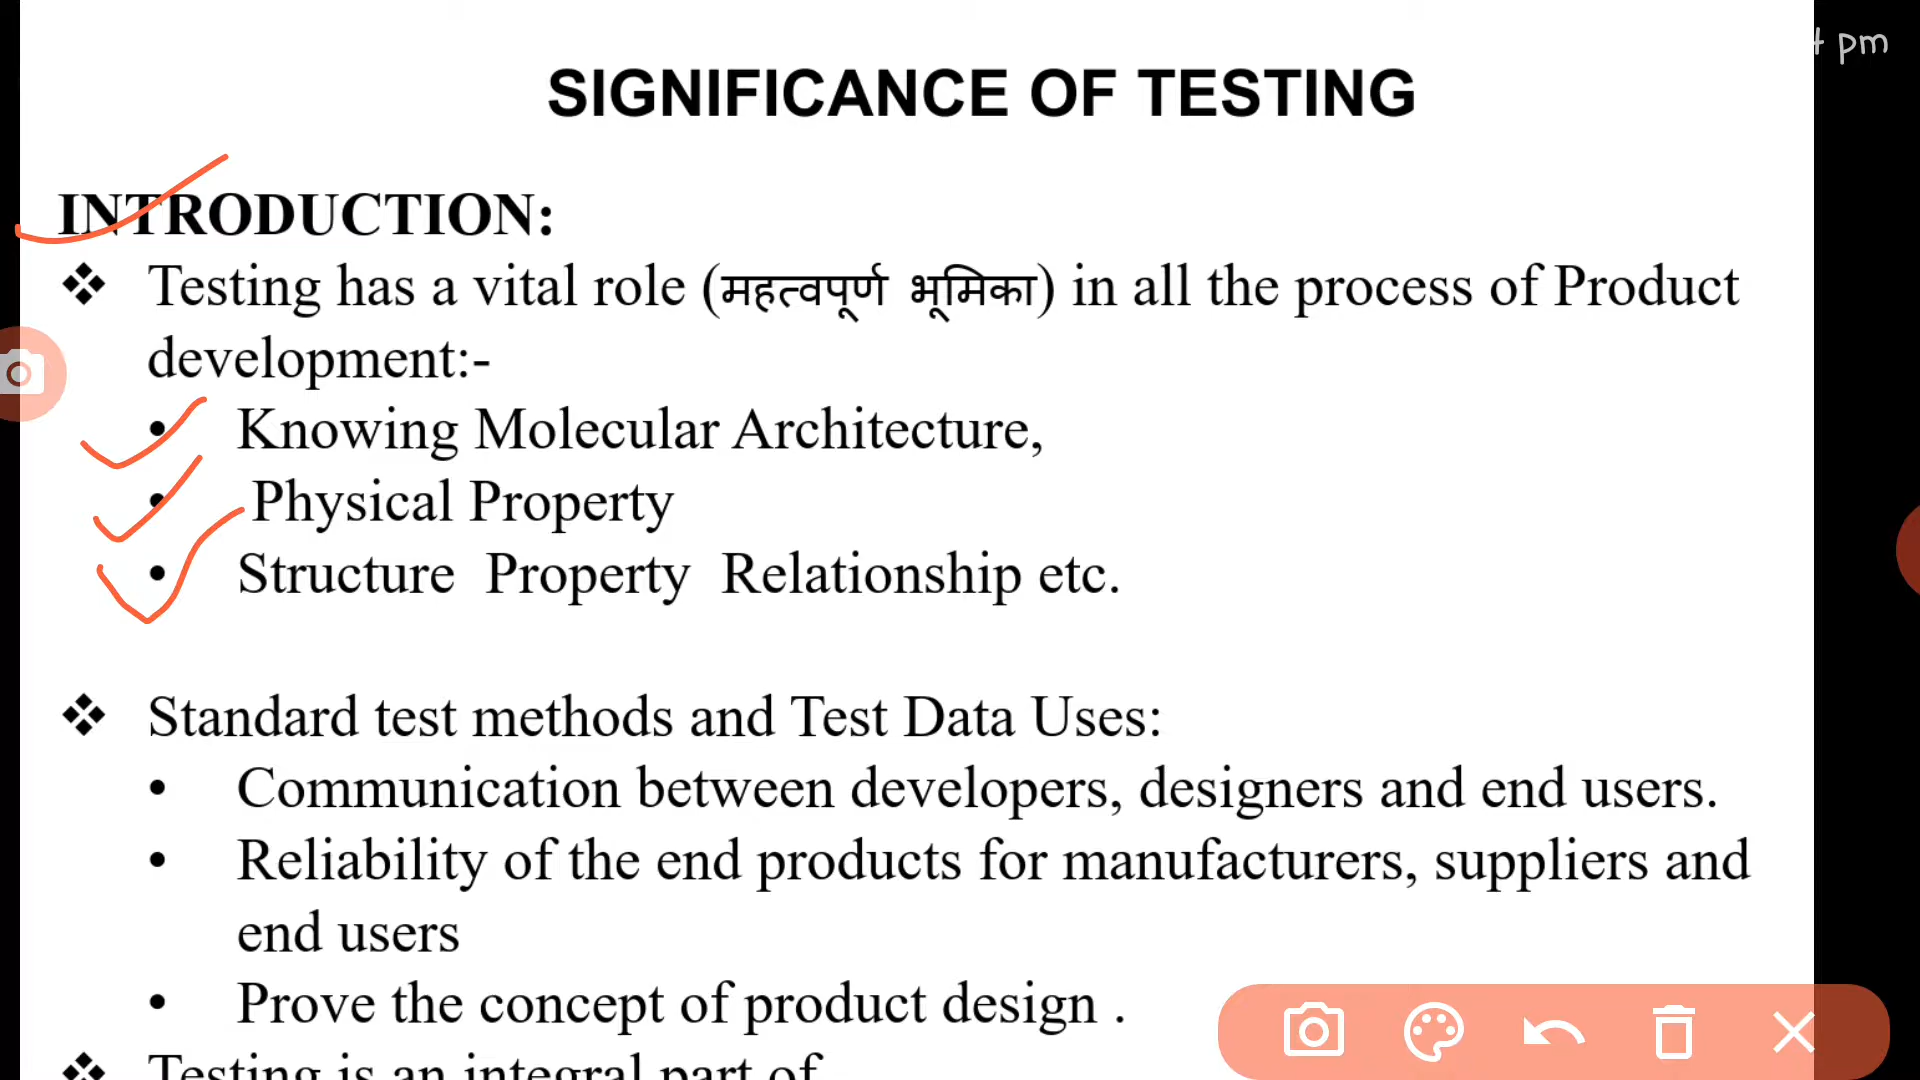 pm
SIGNIFICANCE OF TESTING
INTRODUCTION:
❖ Testing has a vital role (महत्वपूर्ण भूमिका) in all the process of Product
development:-
• Knowing Molecular Architecture,
• Physical Property
• Structure Property Relationship etc.
❖ Standard test methods and Test Data Uses:
• Communication between developers, designers and end users.
• Reliability of the end products for manufacturers, suppliers and
end users
• Prove the concept of product design .
❖ Testing is an integral part of